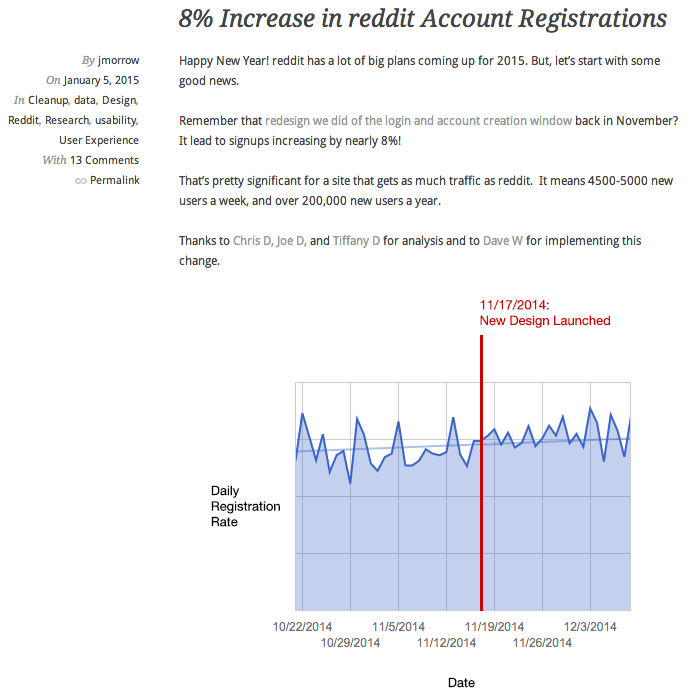 8% Increase in reddit Account Registrations
By jmorrow
On January 5, 2015
In Cleanup, data, Design,
Reddit, Research, usability,
User Experience
With 13 Comments
∞ Permalink
Happy New Year! reddit has a lot of big plans coming up for 2015. But, let's start with some
good news.
Remember that redesign we did of the login and account creation window back in November?
It lead to signups increasing by nearly 8%!
That's pretty significant for a site that gets as much traffic as reddit.  It means 4500-5000 new
users a week, and over 200,000 new users a year.
Thanks to Chris D, Joe D, and Tiffany D for analysis and to Dave W for implementing this
change.
11/17/2014:
New Design Launched
Daily
Registration
Rate
10/22/2014 11/5/2014 11/19/2014 12/3/2014
10/29/2014 11/12/2014 11/26/2014
Date